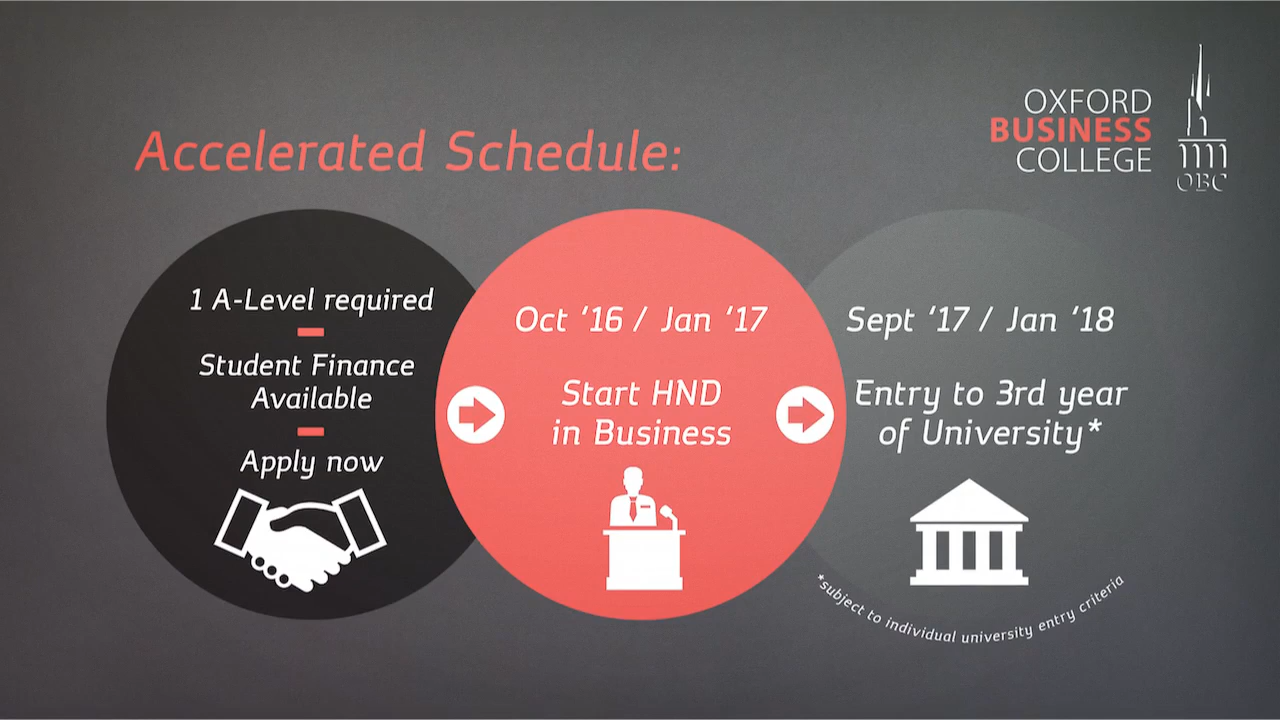 OXFORD
BUSINESS
COLLEGE
OBC
Accelerated Schedule:
1 A-Level required
Student Finance
Available
Apply now
Oct ‘16 / Jan ‘17
Start HND
in Business
Sept ‘17 / Jan ‘18
Entry to 3rd year
of University*
*subject to individual university entry criteria